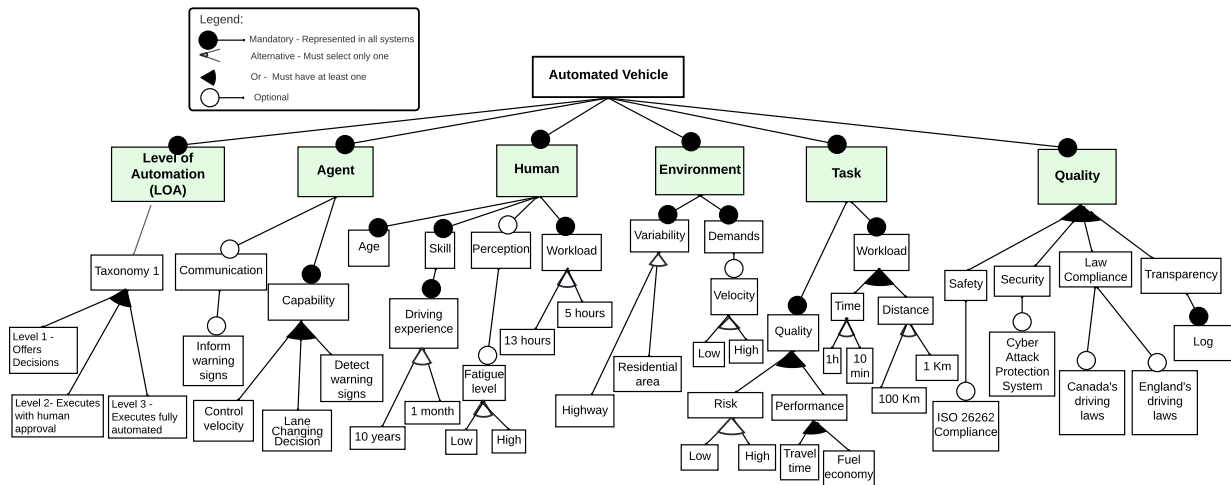 Legend:
Mandatory - Represented in all systems
Alternative - Must select only one
Or - Must have at least one
Optional
Automated Vehicle
Level of
Automation
(LOA)
Agent
Human
Environment
Task
Quality
Taxonomy 1
Level 1 -
Offers
Decisions
Level 2- Executes
with human
approval
Level 3 -
Executes fully
automated
Communication
Inform
warning
signs
Capability
Control
velocity
Lane
Changing
Decision
Detect
warning
signs
Age
Skill
Driving
experience
10 years
1 month
Perception
Fatigue
level
Low
High
Workload
13 hours
5 hours
Variability
Highway
Residential
area
Demands
Velocity
Low
High
Quality
Risk
Low
High
Performance
Travel
time
Fuel
economy
Workload
Time
1h
10
min
Distance
100 Km
1 Km
Safety
ISO 26262
Compliance
Security
Cyber
Attack
Protection
System
Law
Compliance
Canada's
driving
laws
England's
driving
laws
Transparency
Log